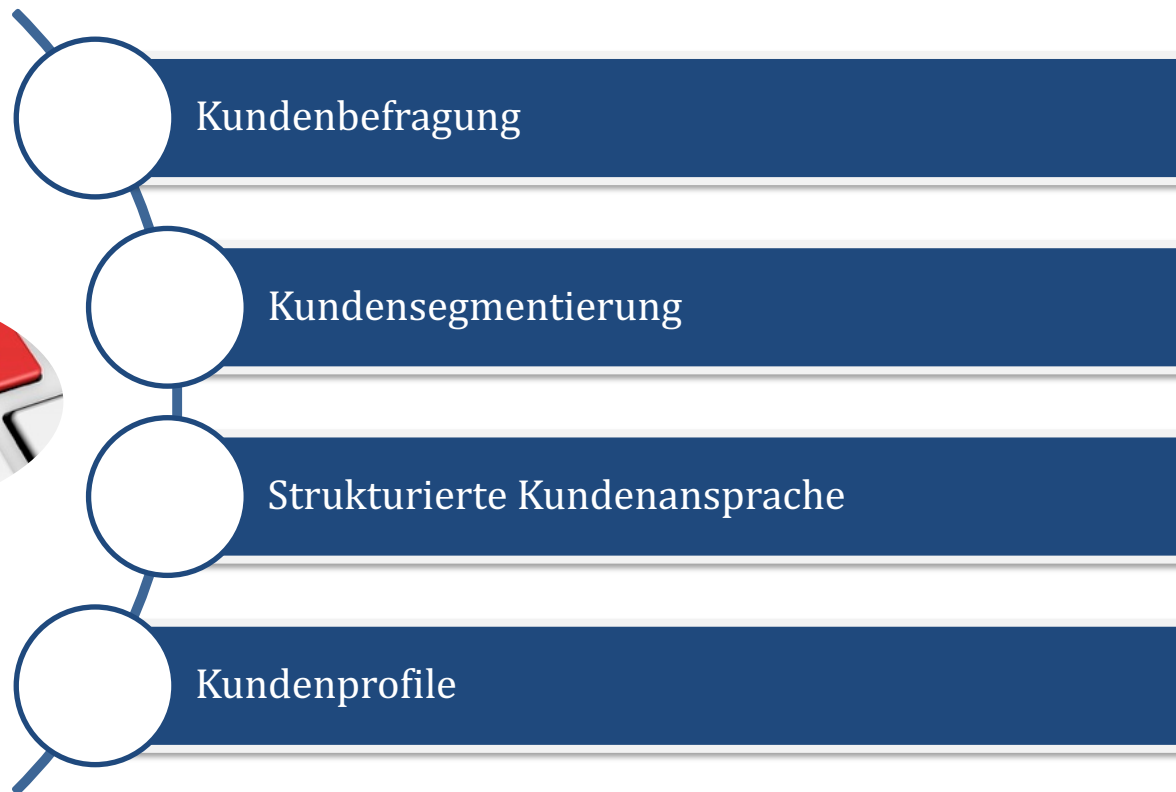 Kundenbefragung
Kundensegmentierung
Strukturierte Kundenansprache
Kundenprofile